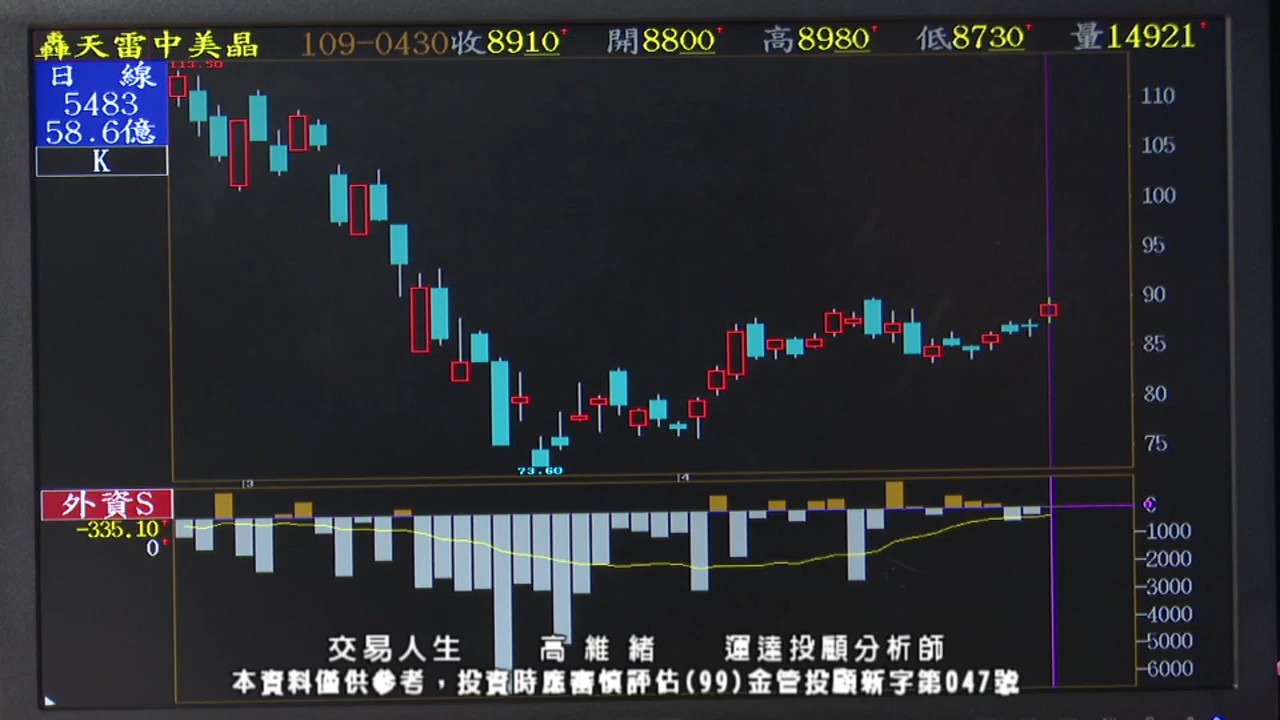 轟天雷中美晶 109-0430 收8910↑ 開8800↑ 高8980↑ 低8730↑ 量14921↑
日 線
5483
58.6億
K
113.50
110
105
100
95
90
85
80
75
73.60
3 4
外資S
-335.10↑
0↑
-1000
-2000
-3000
-4000
-5000
-6000
交易人生 高維緒 運達投顧分析師
本資料僅供參考,投資時應審慎評估(99)金管投顧新字第047號